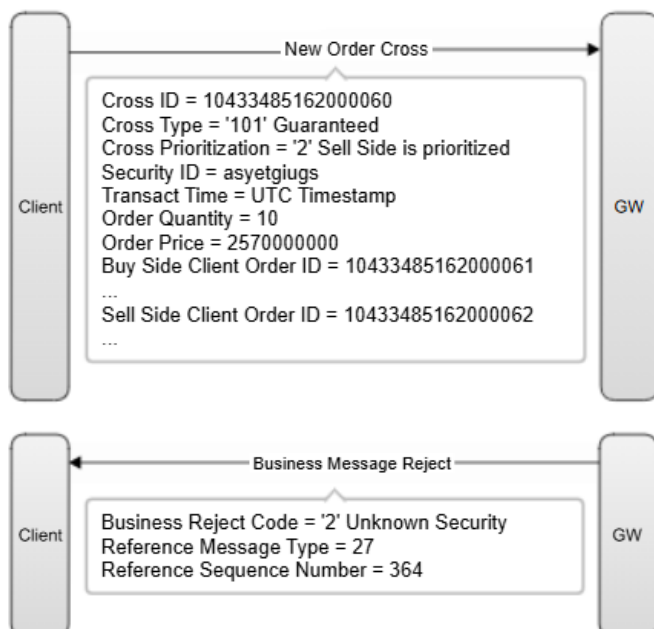 New Order Cross
Cross ID = 10433485162000060
Cross Type = '101' Guaranteed
Cross Prioritization = '2' Sell Side is prioritized
Security ID = asyetgiugs
Transact Time = UTC Timestamp
Order Quantity = 10
Order Price = 2570000000
Buy Side Client Order ID = 10433485162000061
...
Sell Side Client Order ID = 10433485162000062
...
Client
GW
Business Message Reject
Business Reject Code = '2' Unknown Security
Reference Message Type = 27
Reference Sequence Number = 364
Client
GW